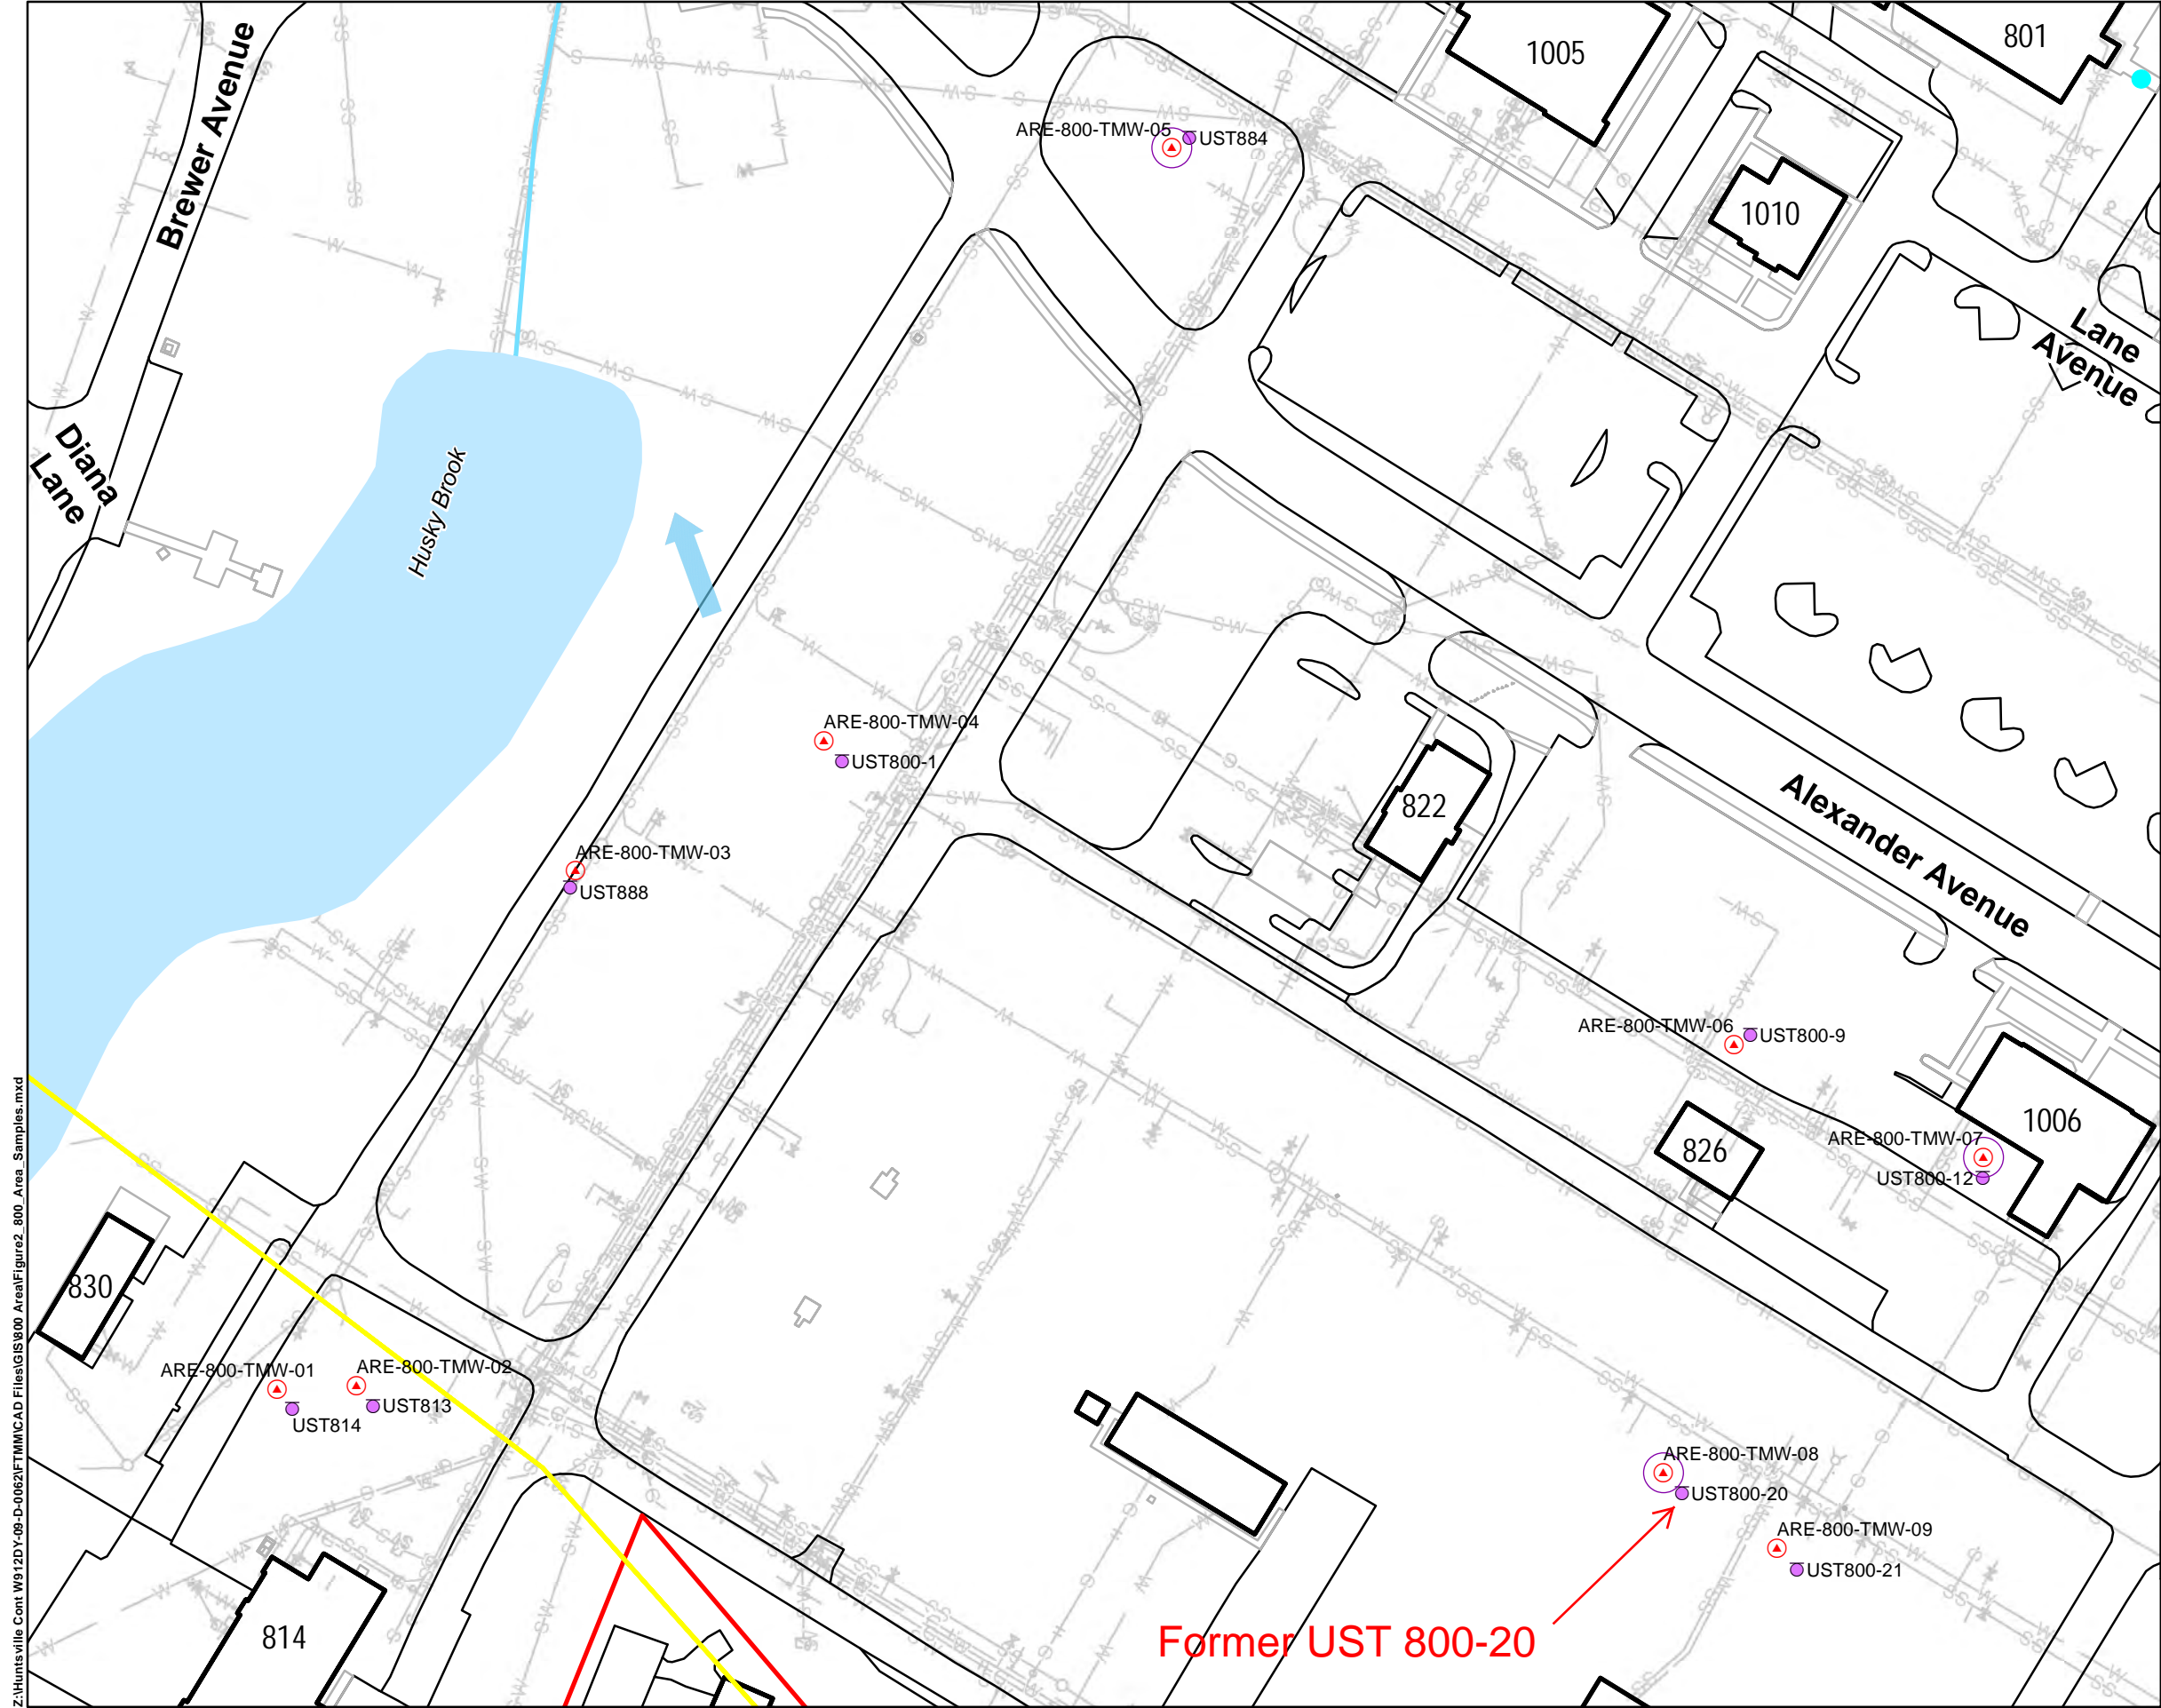 1005
801
Brewer Avenue
ARE-800-TMW-05
UST884
1010
Lane
Avenue
Diana
Lane
Husky Brook
ARE-800-TMW-04
UST800-1
822
Alexander Avenue
ARE-800-TMW-03
UST888
ARE-800-TMW-06
UST800-9
1006
826
ARE-800-TMW-07
UST800-12
830
ARE-800-TMW-01
UST814
ARE-800-TMW-02
UST813
ARE-800-TMW-08
UST800-20
ARE-800-TMW-09
UST800-21
Former UST 800-20
814
Z:\Huntsville Cont W912DY-09-D-0062\FTMM\CAD Files\GIS\800 Area\Figure2_800_Area_Samples.mxd